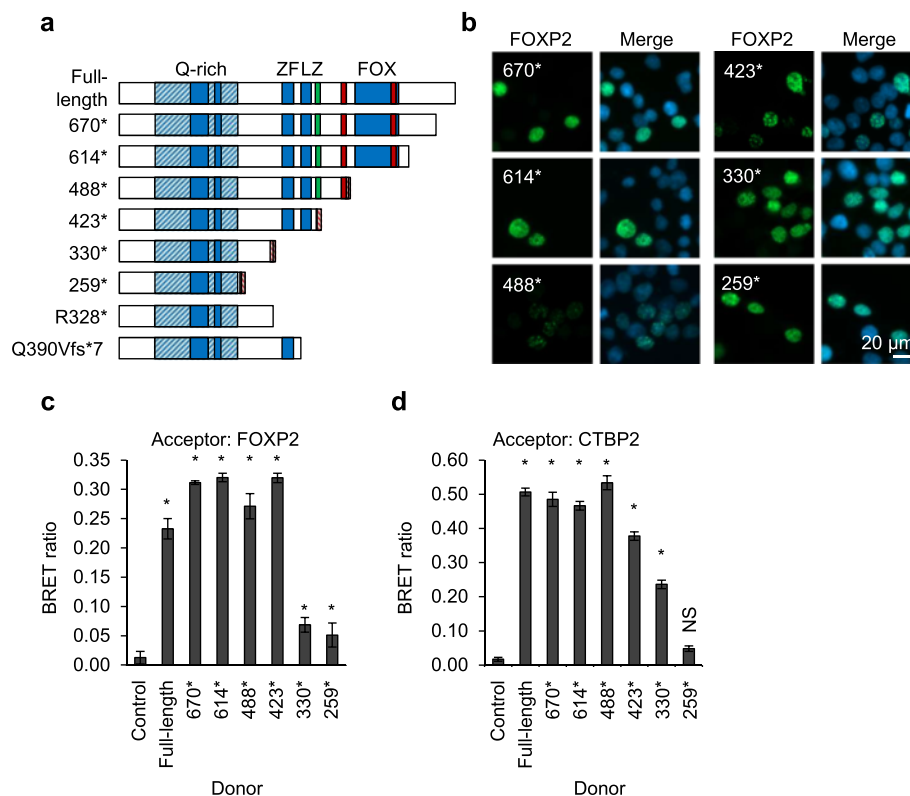 a
Q-rich ZF LZ FOX
Full-
length
670*
614*
488*
423*
330*
259*
R328*
Q390Vfs*7
b
FOXP2 Merge FOXP2 Merge
670* 423*
614* 330*
488* 259*
20 µm
c
Acceptor: FOXP2
0.35
0.30
0.25
0.20
0.15
0.10
0.05
0.00
BRET ratio
* * * * * * *
Control Full-length 670* 614* 488* 423* 330* 259*
Donor
d
Acceptor: CTBP2
0.60
0.50
0.40
0.30
0.20
0.10
0.00
BRET ratio
* * * * * * NS
Control Full-length 670* 614* 488* 423* 330* 259*
Donor